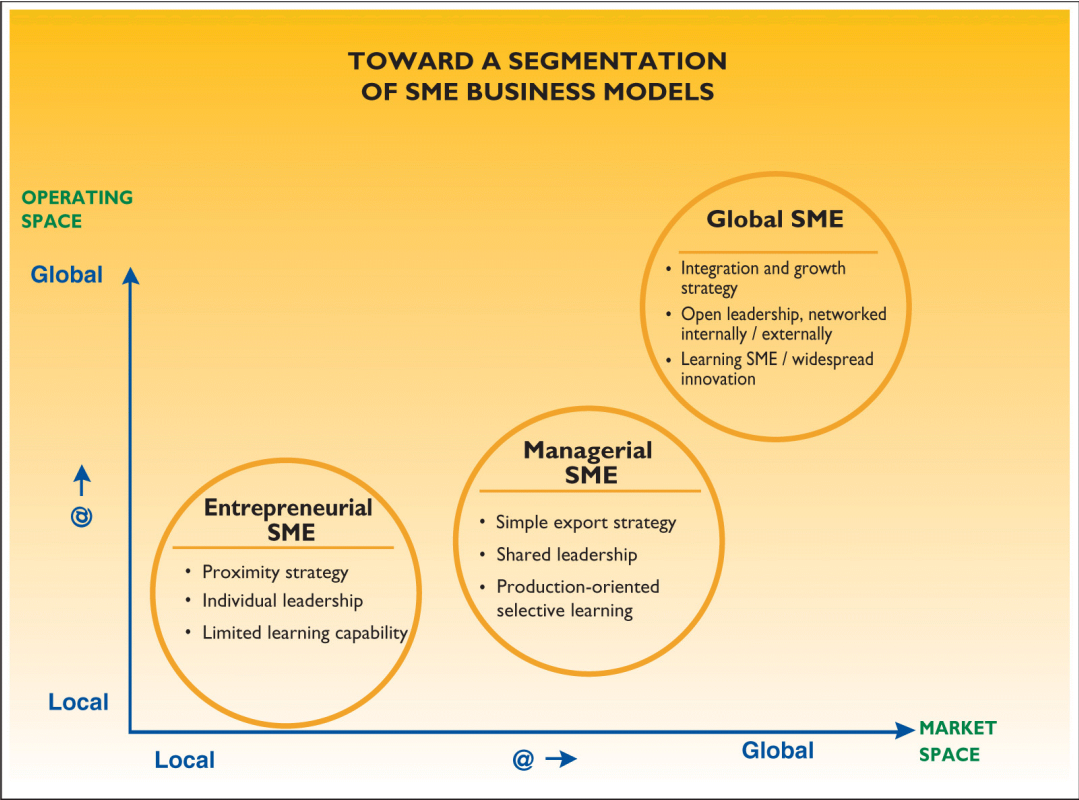 TOWARD A SEGMENTATION
OF SME BUSINESS MODELS
OPERATING
SPACE
Global
Global SME
• Integration and growth
strategy
• Open leadership, networked
internally / externally
• Learning SME / widespread
innovation
Managerial
SME
• Simple export strategy
• Shared leadership
• Production-oriented
selective learning
@
Entrepreneurial
SME
• Proximity strategy
• Individual leadership
• Limited learning capability
Local
Local
@
Global
MARKET
SPACE